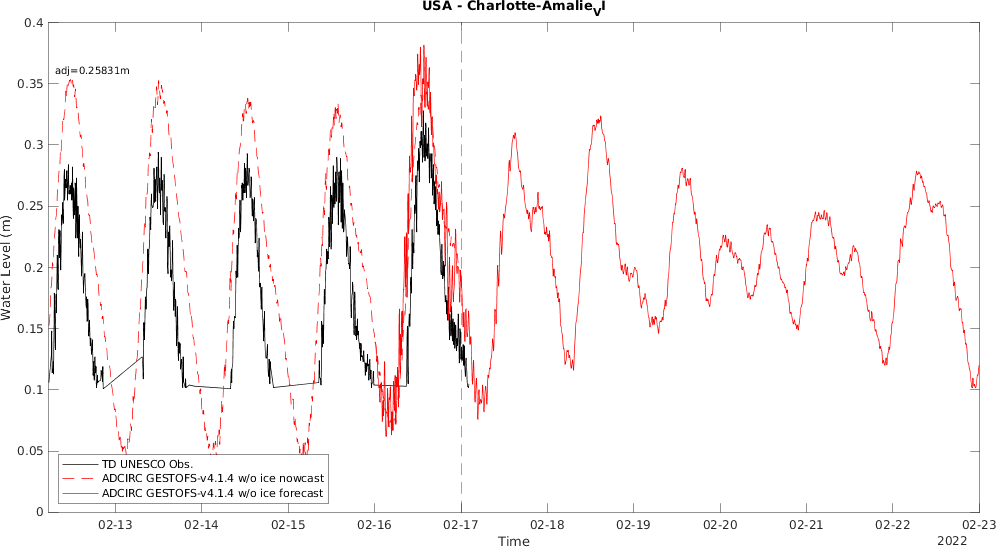 USA - Charlotte-Amalie_VI
0.4
adj=0.25831m
0.35
0.3
0.25
0.2
0.15
0.1
0.05
0
Water Level (m)
TD UNESCO Obs.
ADCIRC GESTOFS-v4.1.4 w/o ice nowcast
ADCIRC GESTOFS-v4.1.4 w/o ice forecast
02-13 02-14 02-15 02-16 02-17 02-18 02-19 02-20 02-21 02-22 02-23
Time
2022